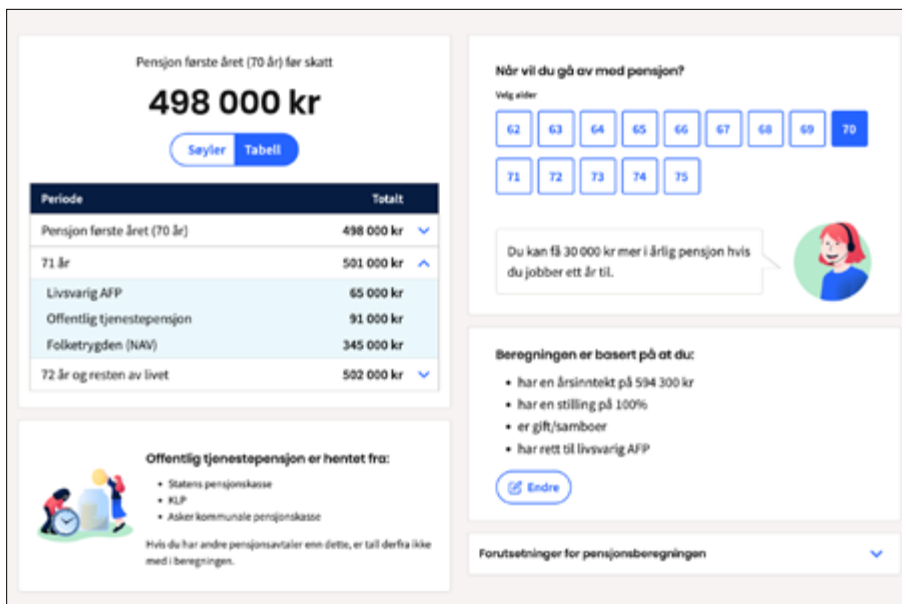 Pensjon første året (70 år) før skatt
498 000 kr
Søyler Tabell
Periode Totalt
Pensjon første året (70 år) 498 000 kr
71 år 501 000 kr
Livsvarig AFP 65 000 kr
Offentlig tjenestepensjon 91 000 kr
Folketrygden (NAV) 345 000 kr
72 år og resten av livet 502 000 kr
Offentlig tjenestepensjon er hentet fra:
• Statens pensjonskasse
• KLP
• Asker kommunale pensjonskasse
Hvis du har andre pensjonsavtaler enn dette, er tall derfra ikke
med i beregningen.
Når vil du gå av med pensjon?
Velg alder
62 63 64 65 66 67 68 69 70
71 72 73 74 75
Du kan få 30 000 kr mer i årlig pensjon hvis
du jobber ett år til.
Beregningen er basert på at du:
• har en årsinntekt på 594 300 kr
• har en stilling på 100%
• er gift/samboer
• har rett til livsvarig AFP
Endre
Forutsetninger for pensjonsberegningen